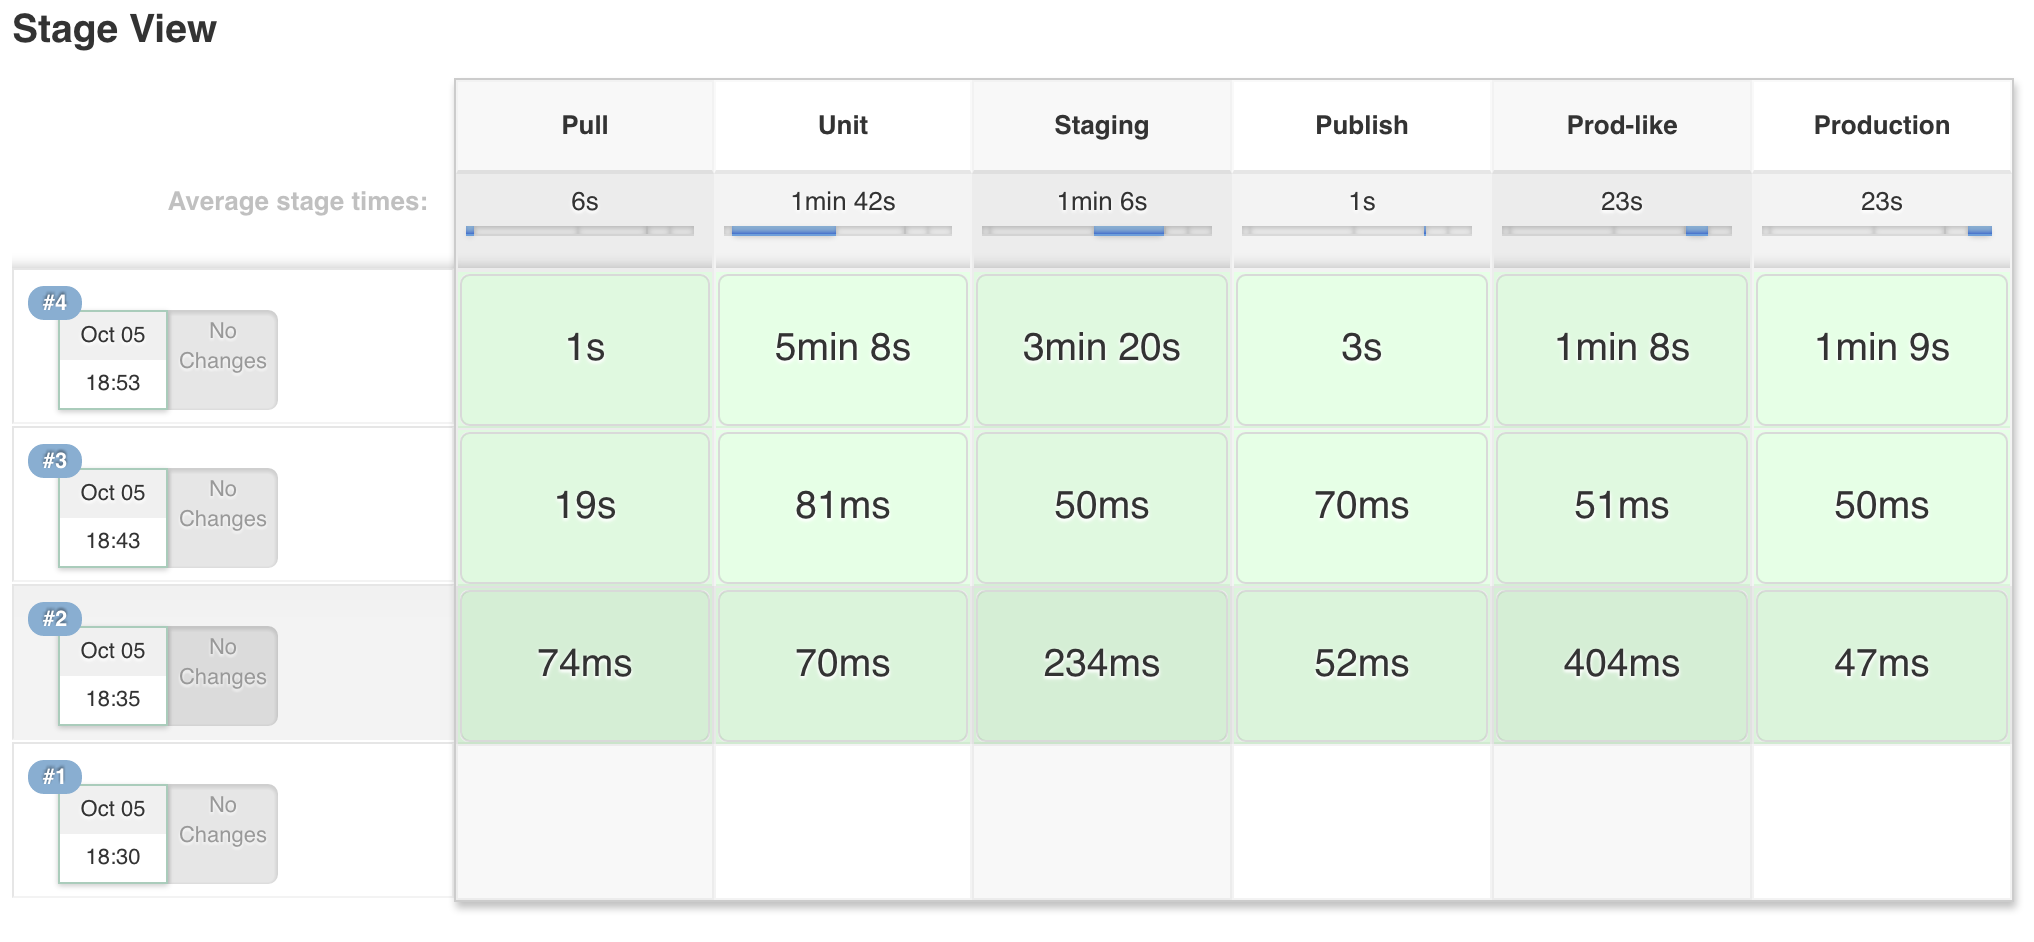 Stage View
Pull Unit Staging Publish Prod-like Production
Average stage times: 6s 1min 42s 1min 6s 1s 23s 23s
#4
Oct 05 No
Changes
18:53
1s 5min 8s 3min 20s 3s 1min 8s 1min 9s
#3
Oct 05 No
Changes
18:43
19s 81ms 50ms 70ms 51ms 50ms
#2
Oct 05 No
Changes
18:35
74ms 70ms 234ms 52ms 404ms 47ms
#1
Oct 05 No
Changes
18:30